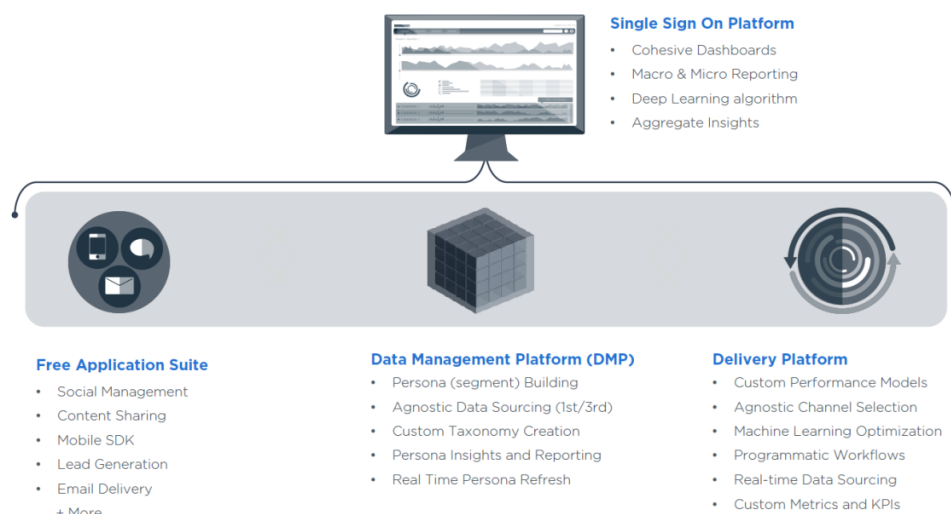 Single Sign On Platform
• Cohesive Dashboards
• Macro & Micro Reporting
• Deep Learning algorithm
• Aggregate Insights
Free Application Suite
• Social Management
• Content Sharing
• Mobile SDK
• Lead Generation
• Email Delivery
+ More
Data Management Platform (DMP)
• Persona (segment) Building
• Agnostic Data Sourcing (1st/3rd)
• Custom Taxonomy Creation
• Persona Insights and Reporting
• Real Time Persona Refresh
Delivery Platform
• Custom Performance Models
• Agnostic Channel Selection
• Machine Learning Optimization
• Programmatic Workflows
• Real-time Data Sourcing
• Custom Metrics and KPIs